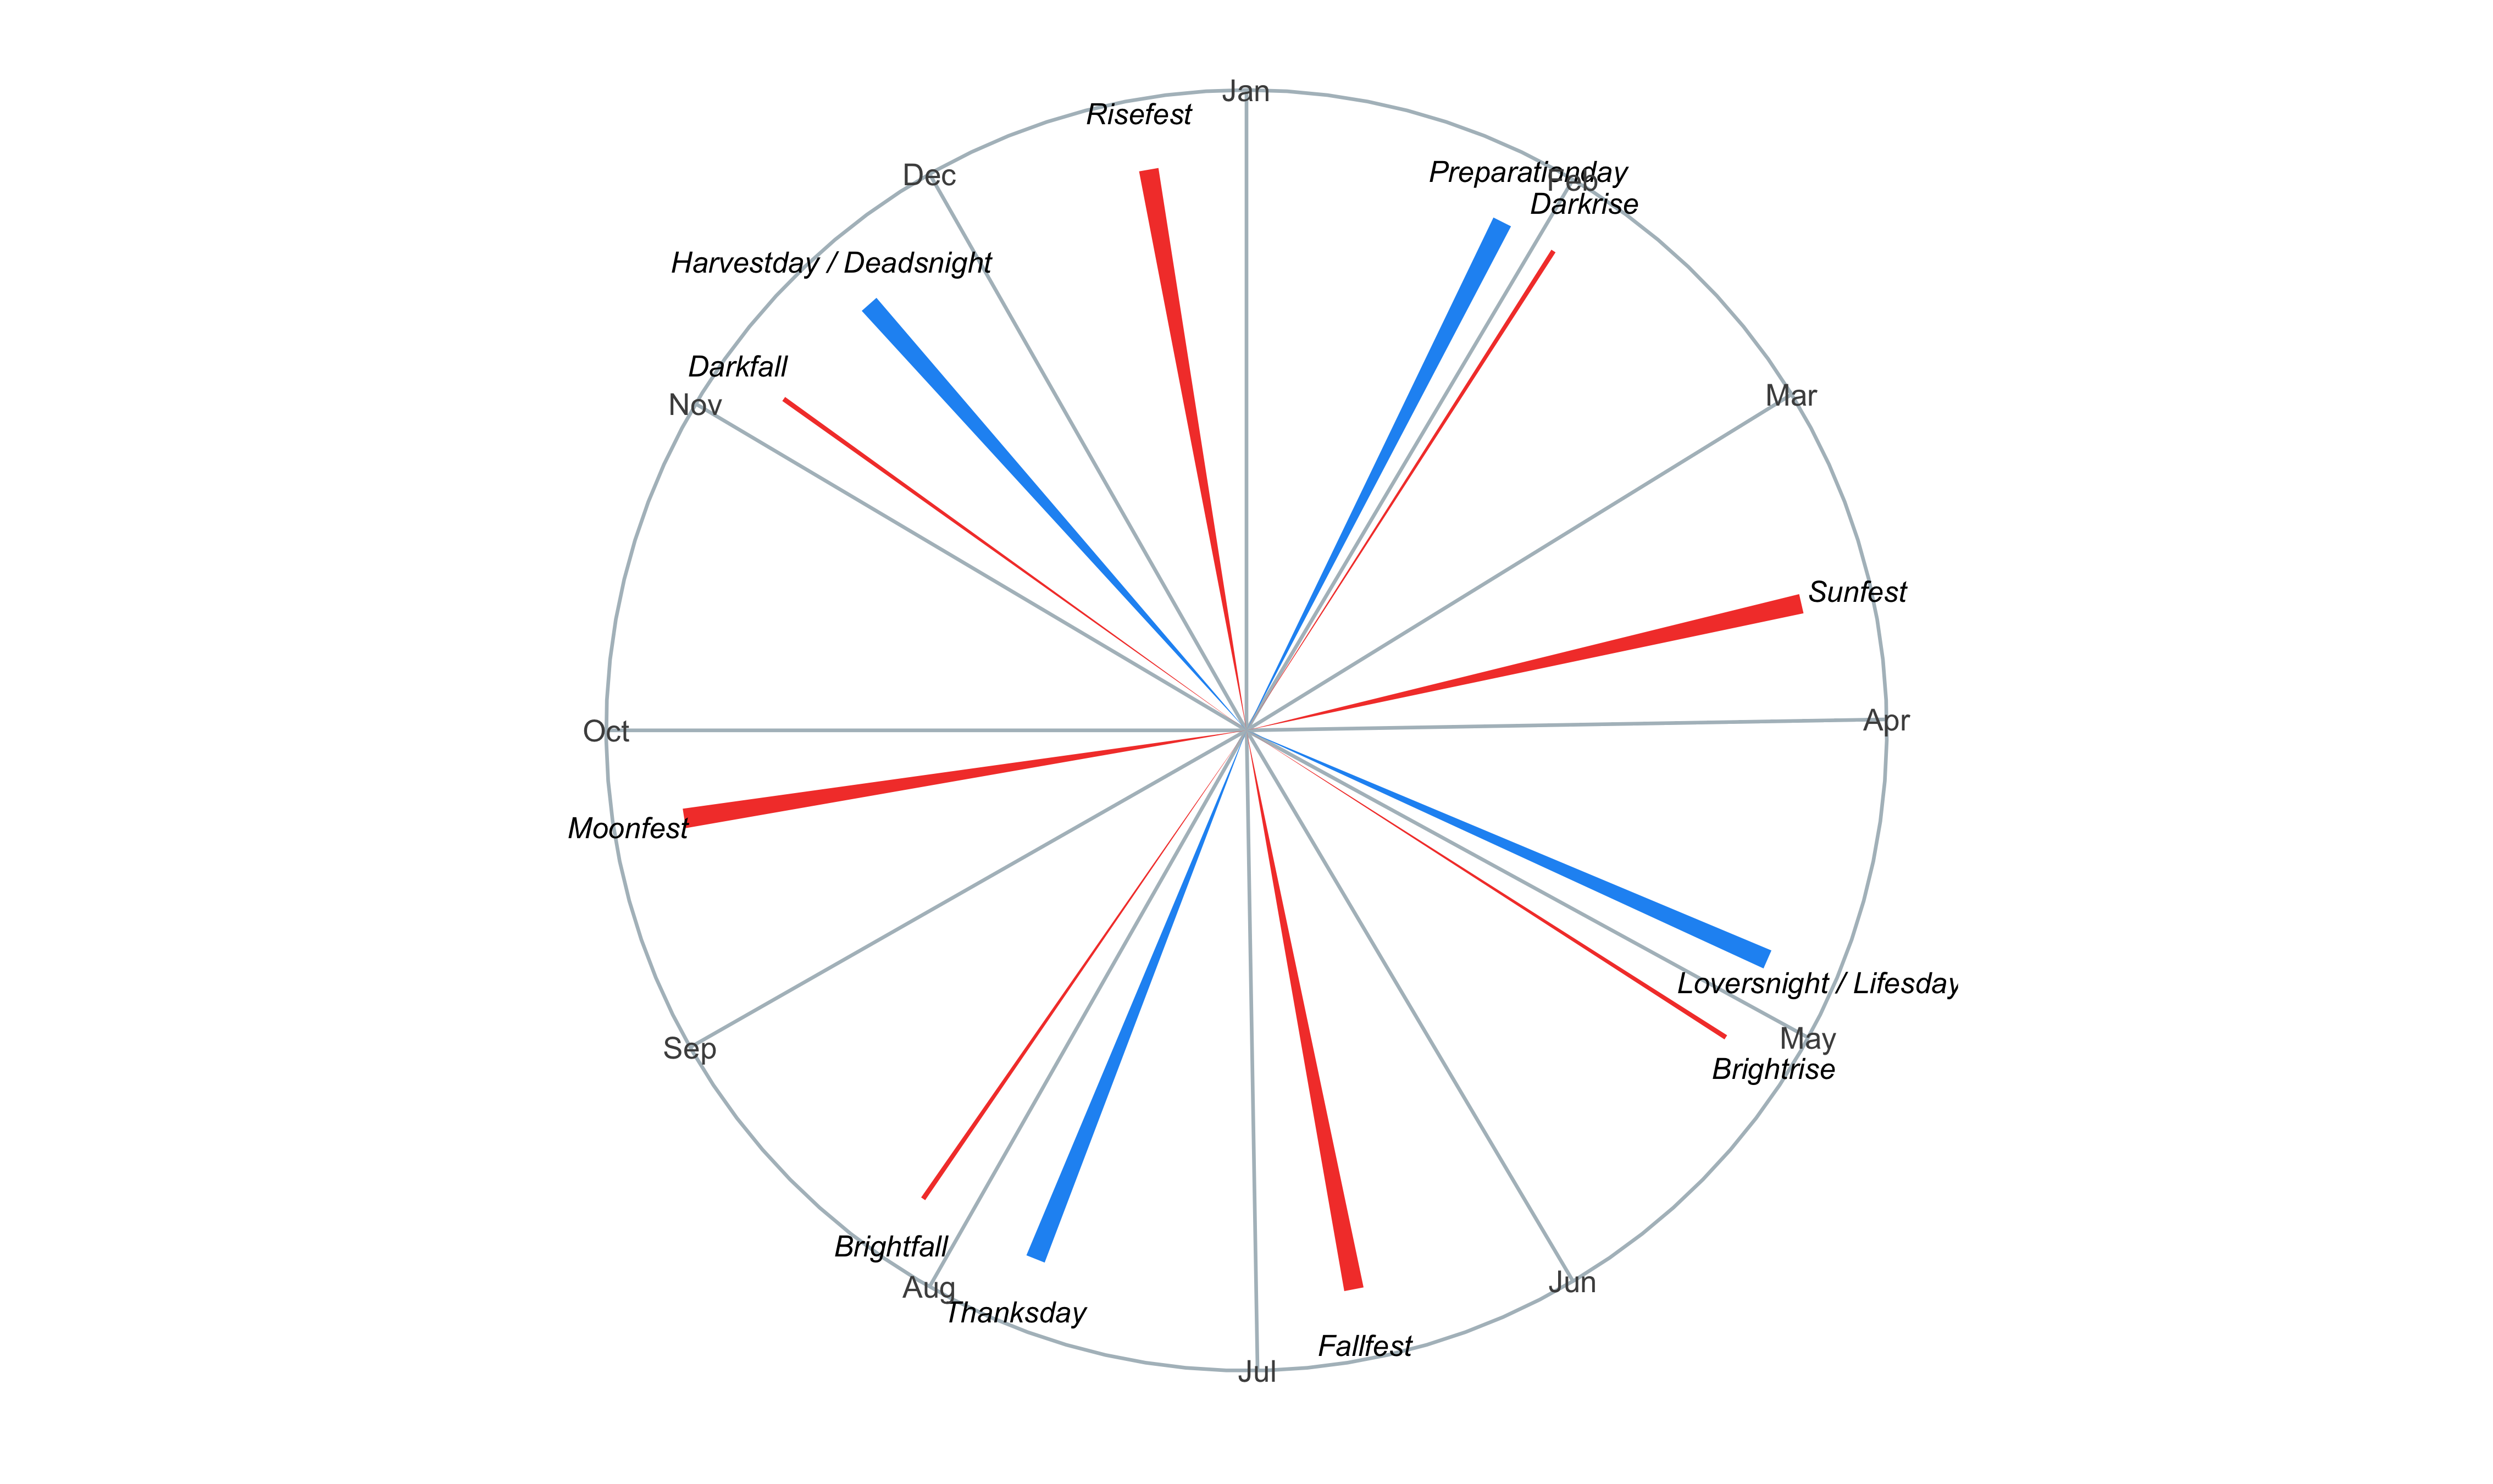 Jan
Risefest
Preparationday
Feb
Dec
Darkrise
Harvestday / Deadsnight
Darkfall
Mar
Nov
Sunfest
Apr
Oct
Moonfest
Loversnight / Lifesday
May
Sep
Brightrise
Brightfall
Jun
Aug
Thanksday
Fallfest
Jul